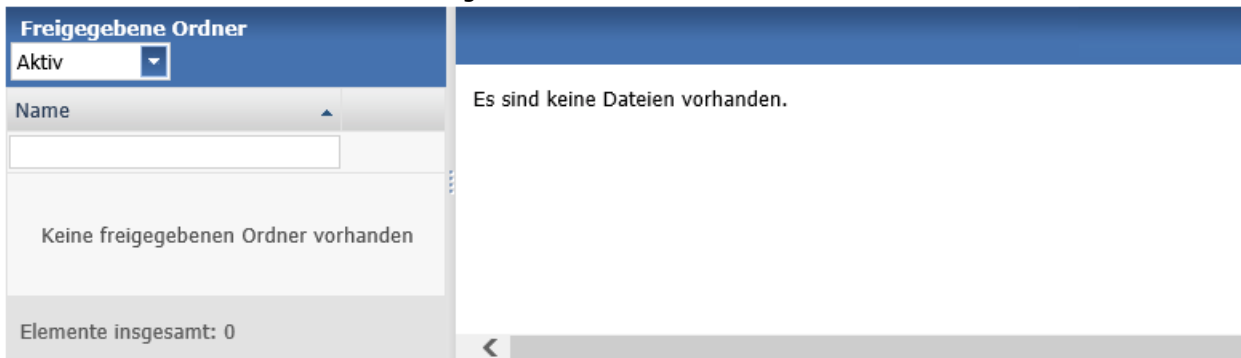 Freigegebene Ordner
Aktiv
Name
Keine freigegebenen Ordner vorhanden
Elemente insgesamt: 0
Es sind keine Dateien vorhanden.